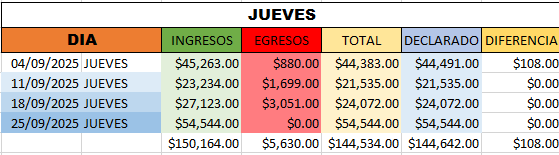 JUEVES
DIA INGRESOS EGRESOS TOTAL DECLARADO DIFERENCIA
04/09/2025 JUEVES $45,263.00 $880.00 $44,383.00 $44,491.00 $108.00
11/09/2025 JUEVES $23,234.00 $1,699.00 $21,535.00 $21,535.00 $0.00
18/09/2025 JUEVES $27,123.00 $3,051.00 $24,072.00 $24,072.00 $0.00
25/09/2025 JUEVES $54,544.00 $0.00 $54,544.00 $54,544.00 $0.00
$150,164.00 $5,630.00 $144,534.00 $144,642.00 $108.00